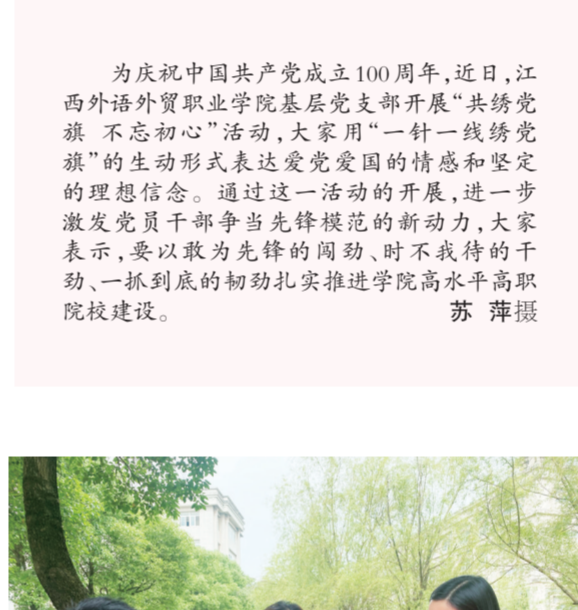 为庆祝中国共产党成立100周年,近日,江
西外语外贸职业学院基层党支部开展“共绣党
旗 不忘初心”活动,大家用“一针一线绣党
旗”的生动形式表达爱党爱国的情感和坚定
的理想信念。通过这一活动的开展,进一步
激发党员干部争当先锋模范的新动力,大家
表示,要以敢为先锋的闯劲、时不我待的干
劲、一抓到底的韧劲扎实推进学院高水平高职
院校建设。 苏 萍摄